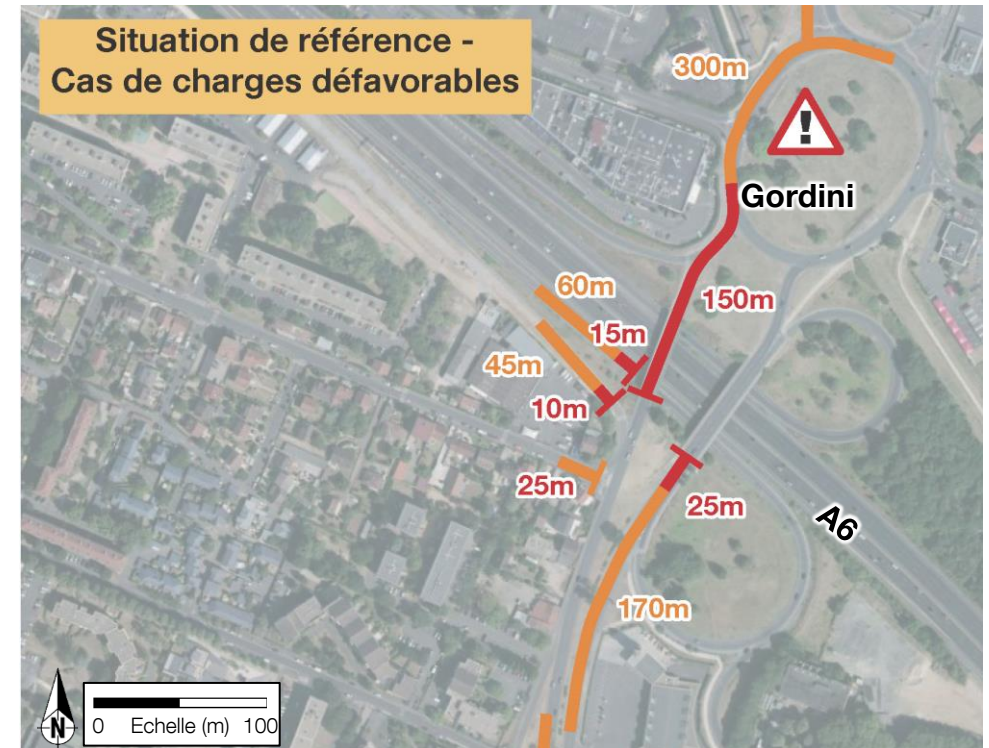 Situation de référence -
Cas de charges défavorables
300m
!
Gordini
60m
150m
15m
45m
10m
25m
25m
A6
170m
N
0 Echelle (m) 100